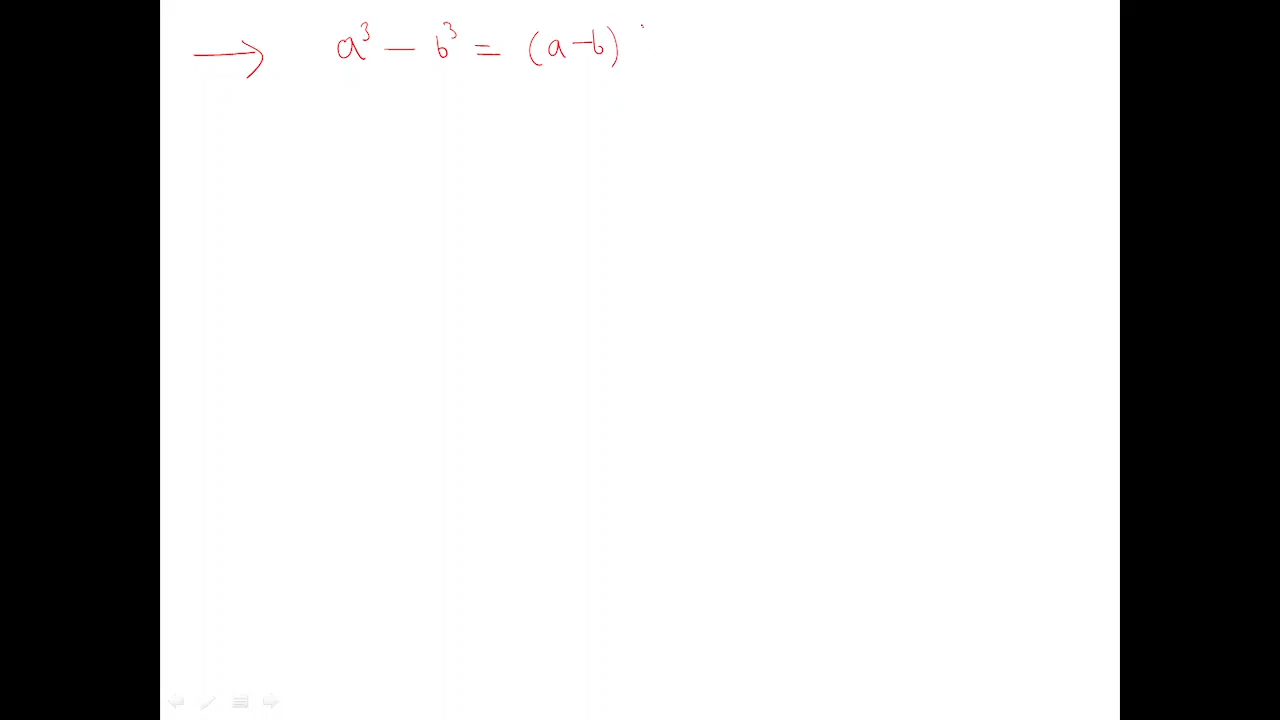 ⟶ a³ − b³ = (a−b)